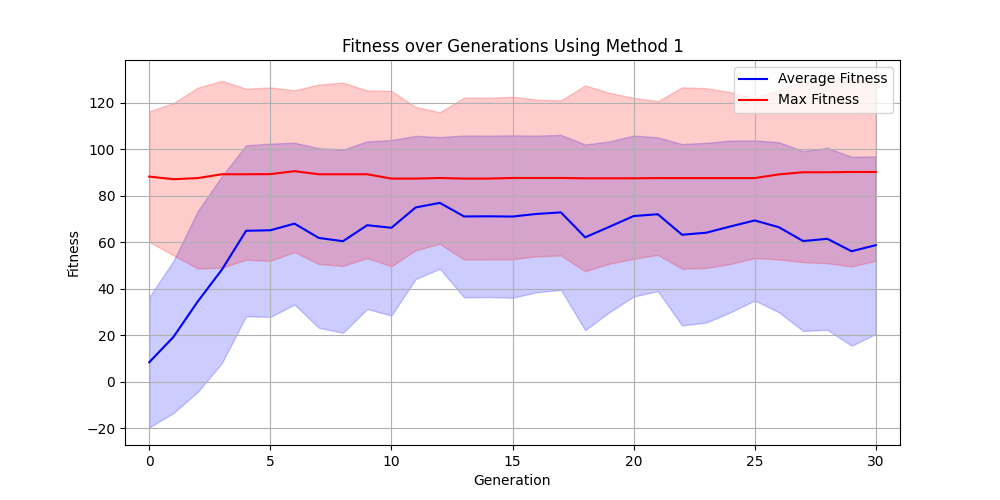 Fitness over Generations Using Method 1
Average Fitness
Max Fitness
Fitness
120
100
80
60
40
20
0
−20
0 5 10 15 20 25 30
Generation